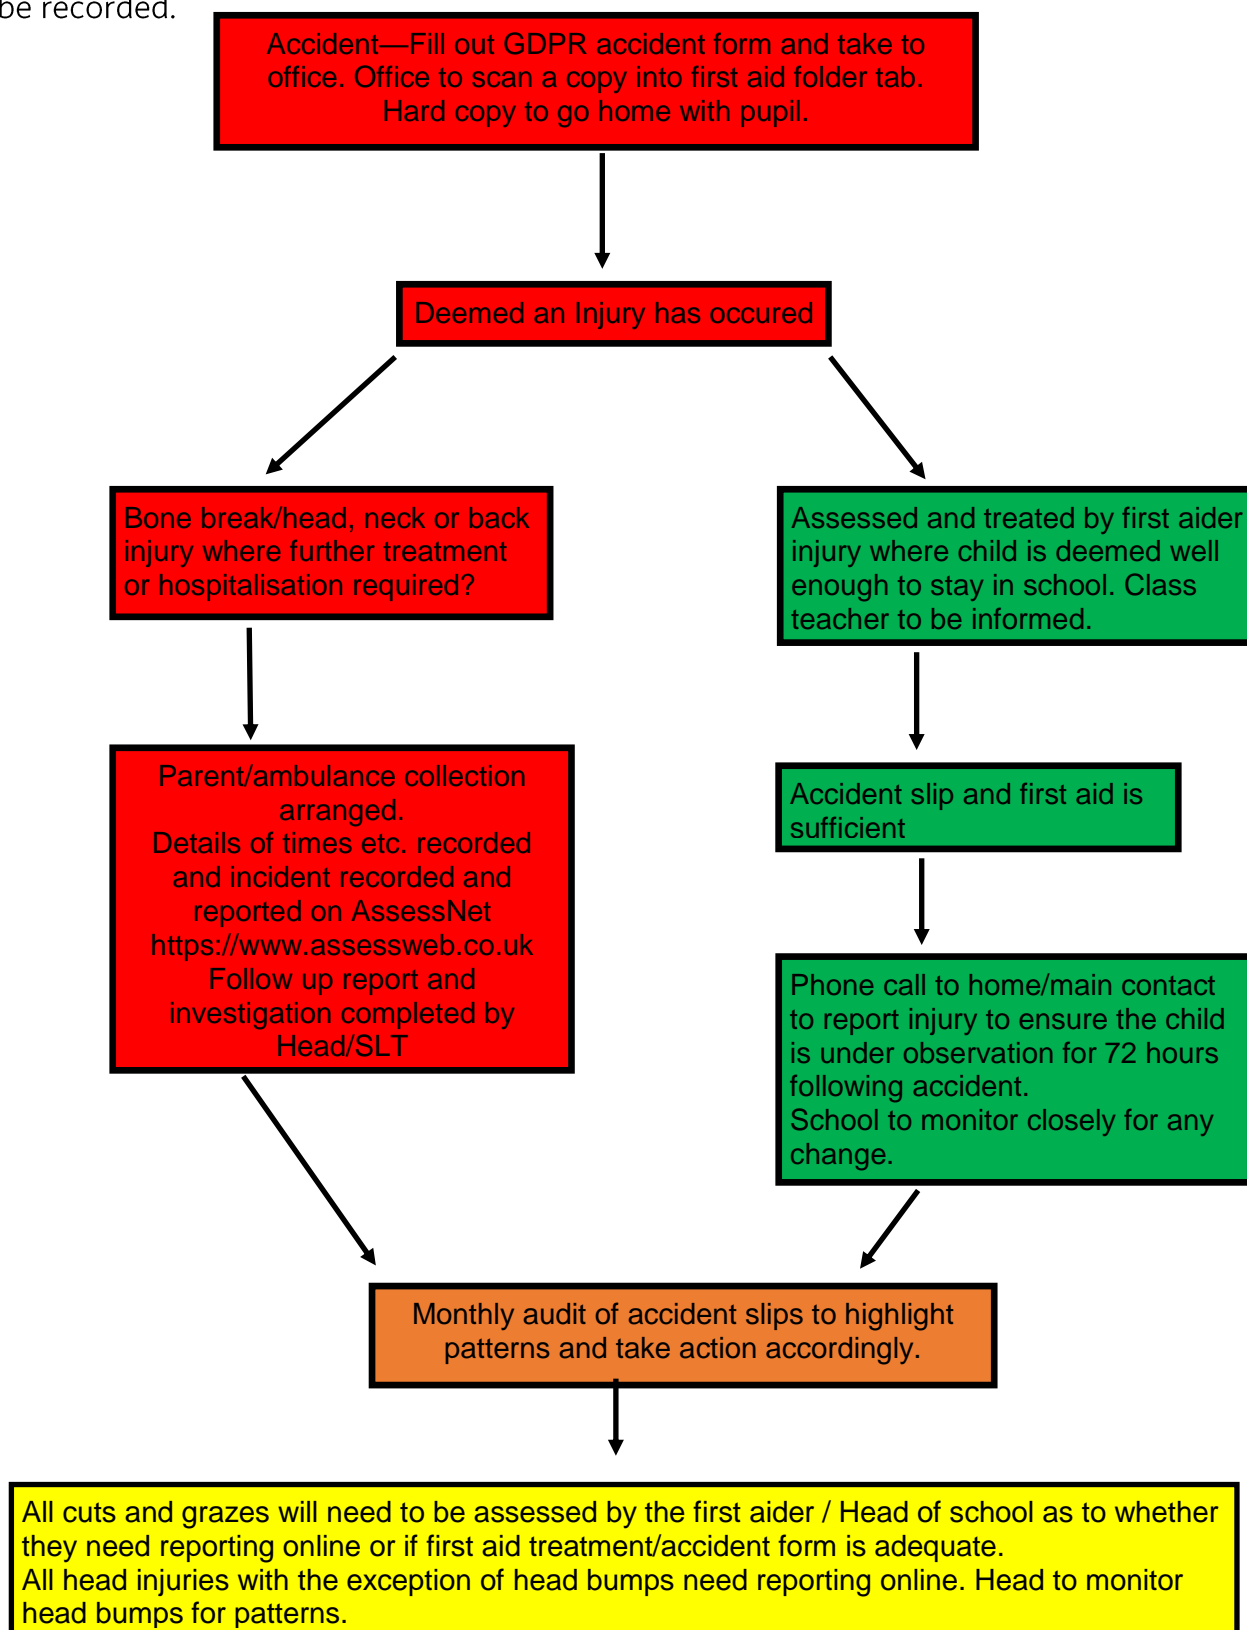 be recorded.
Accident—Fill out GDPR accident form and take to
office. Office to scan a copy into first aid folder tab.
Hard copy to go home with pupil.
Deemed an Injury has occured
Bone break/head, neck or back
injury where further treatment
or hospitalisation required?
Assessed and treated by first aider
injury where child is deemed well
enough to stay in school. Class
teacher to be informed.
Parent/ambulance collection
arranged.
Details of times etc. recorded
and incident recorded and
reported on AssessNet
https://www.assessweb.co.uk
Follow up report and
investigation completed by
Head/SLT
Accident slip and first aid is
sufficient
Phone call to home/main contact
to report injury to ensure the child
is under observation for 72 hours
following accident.
School to monitor closely for any
change.
Monthly audit of accident slips to highlight
patterns and take action accordingly.
All cuts and grazes will need to be assessed by the first aider / Head of school as to whether
they need reporting online or if first aid treatment/accident form is adequate.
All head injuries with the exception of head bumps need reporting online. Head to monitor
head bumps for patterns.